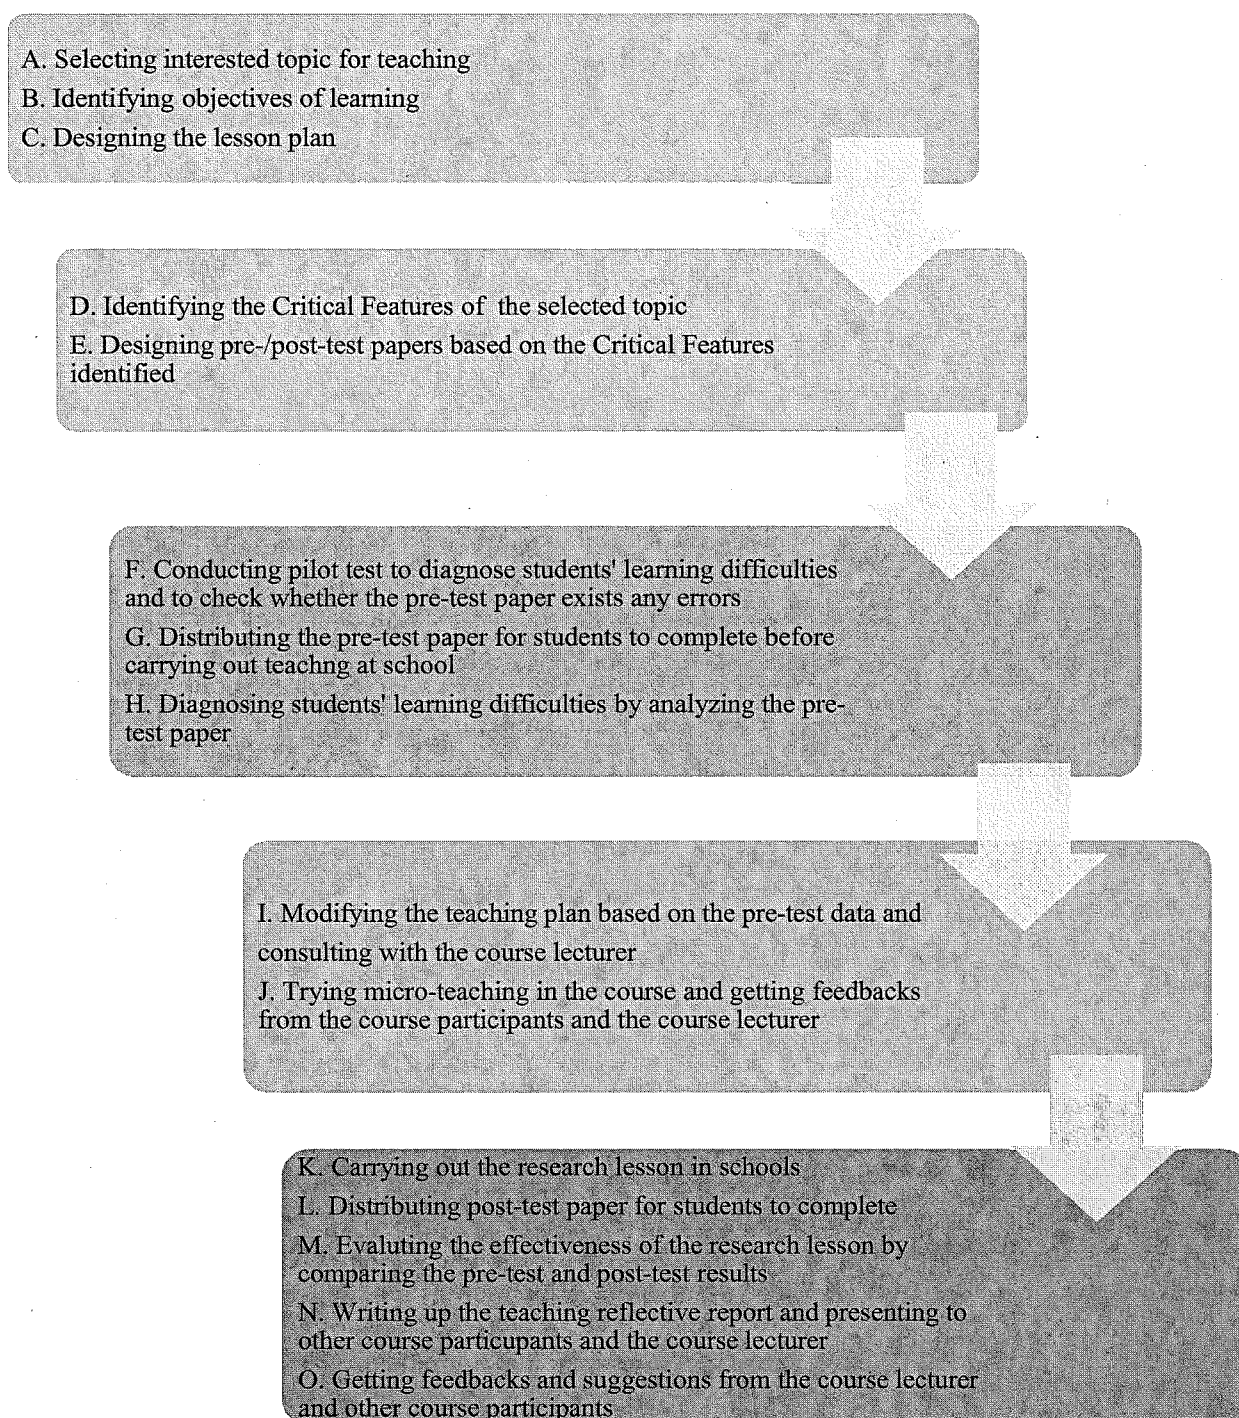 A. Selecting interested topic for teaching
B. Identifying objectives of learning
C. Designing the lesson plan
D. Identifying the Critical Features of the selected topic
E. Designing pre-/post-test papers based on the Critical Features
identified
F. Conducting pilot test to diagnose students' learning difficulties
and to check whether the pre-test paper exists any errors
G. Distributing the pre-test paper for students to complete before
carrying out teachng at school
H. Diagnosing students' learning difficulties by analyzing the pre-
test paper
I. Modifying the teaching plan based on the pre-test data and
consulting with the course lecturer
J. Trying micro-teaching in the course and getting feedbacks
from the course participants and the course lecturer
K. Carrying out the research lesson in schools
L. Distributing post-test paper for students to complete
M. Evaluting the effectiveness of the research lesson by
comparing the pre-test and post-test results
N. Writing up the teaching reflective report and presenting to
other course particupants and the course lecturer
O. Getting feedbacks and suggestions from the course lecturer
and other course participants